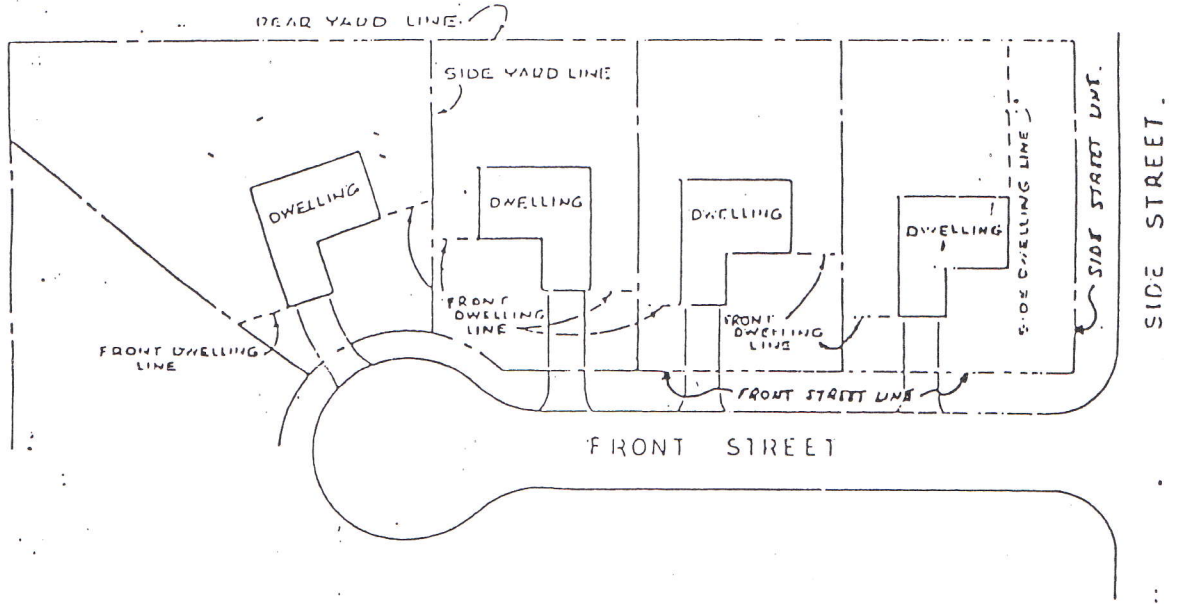 REAR YARD LINE
SIDE YARD LINE
DWELLING
DWELLING
DWELLING
DWELLING
SIDE DWELLING LINE
SIDE STREET LINE.
SIDE STREET.
FRONT
DWELLING
LINE
FRONT
DWELLING
LINE
FRONT DWELLING
LINE
FRONT STREET LINE
FRONT STREET